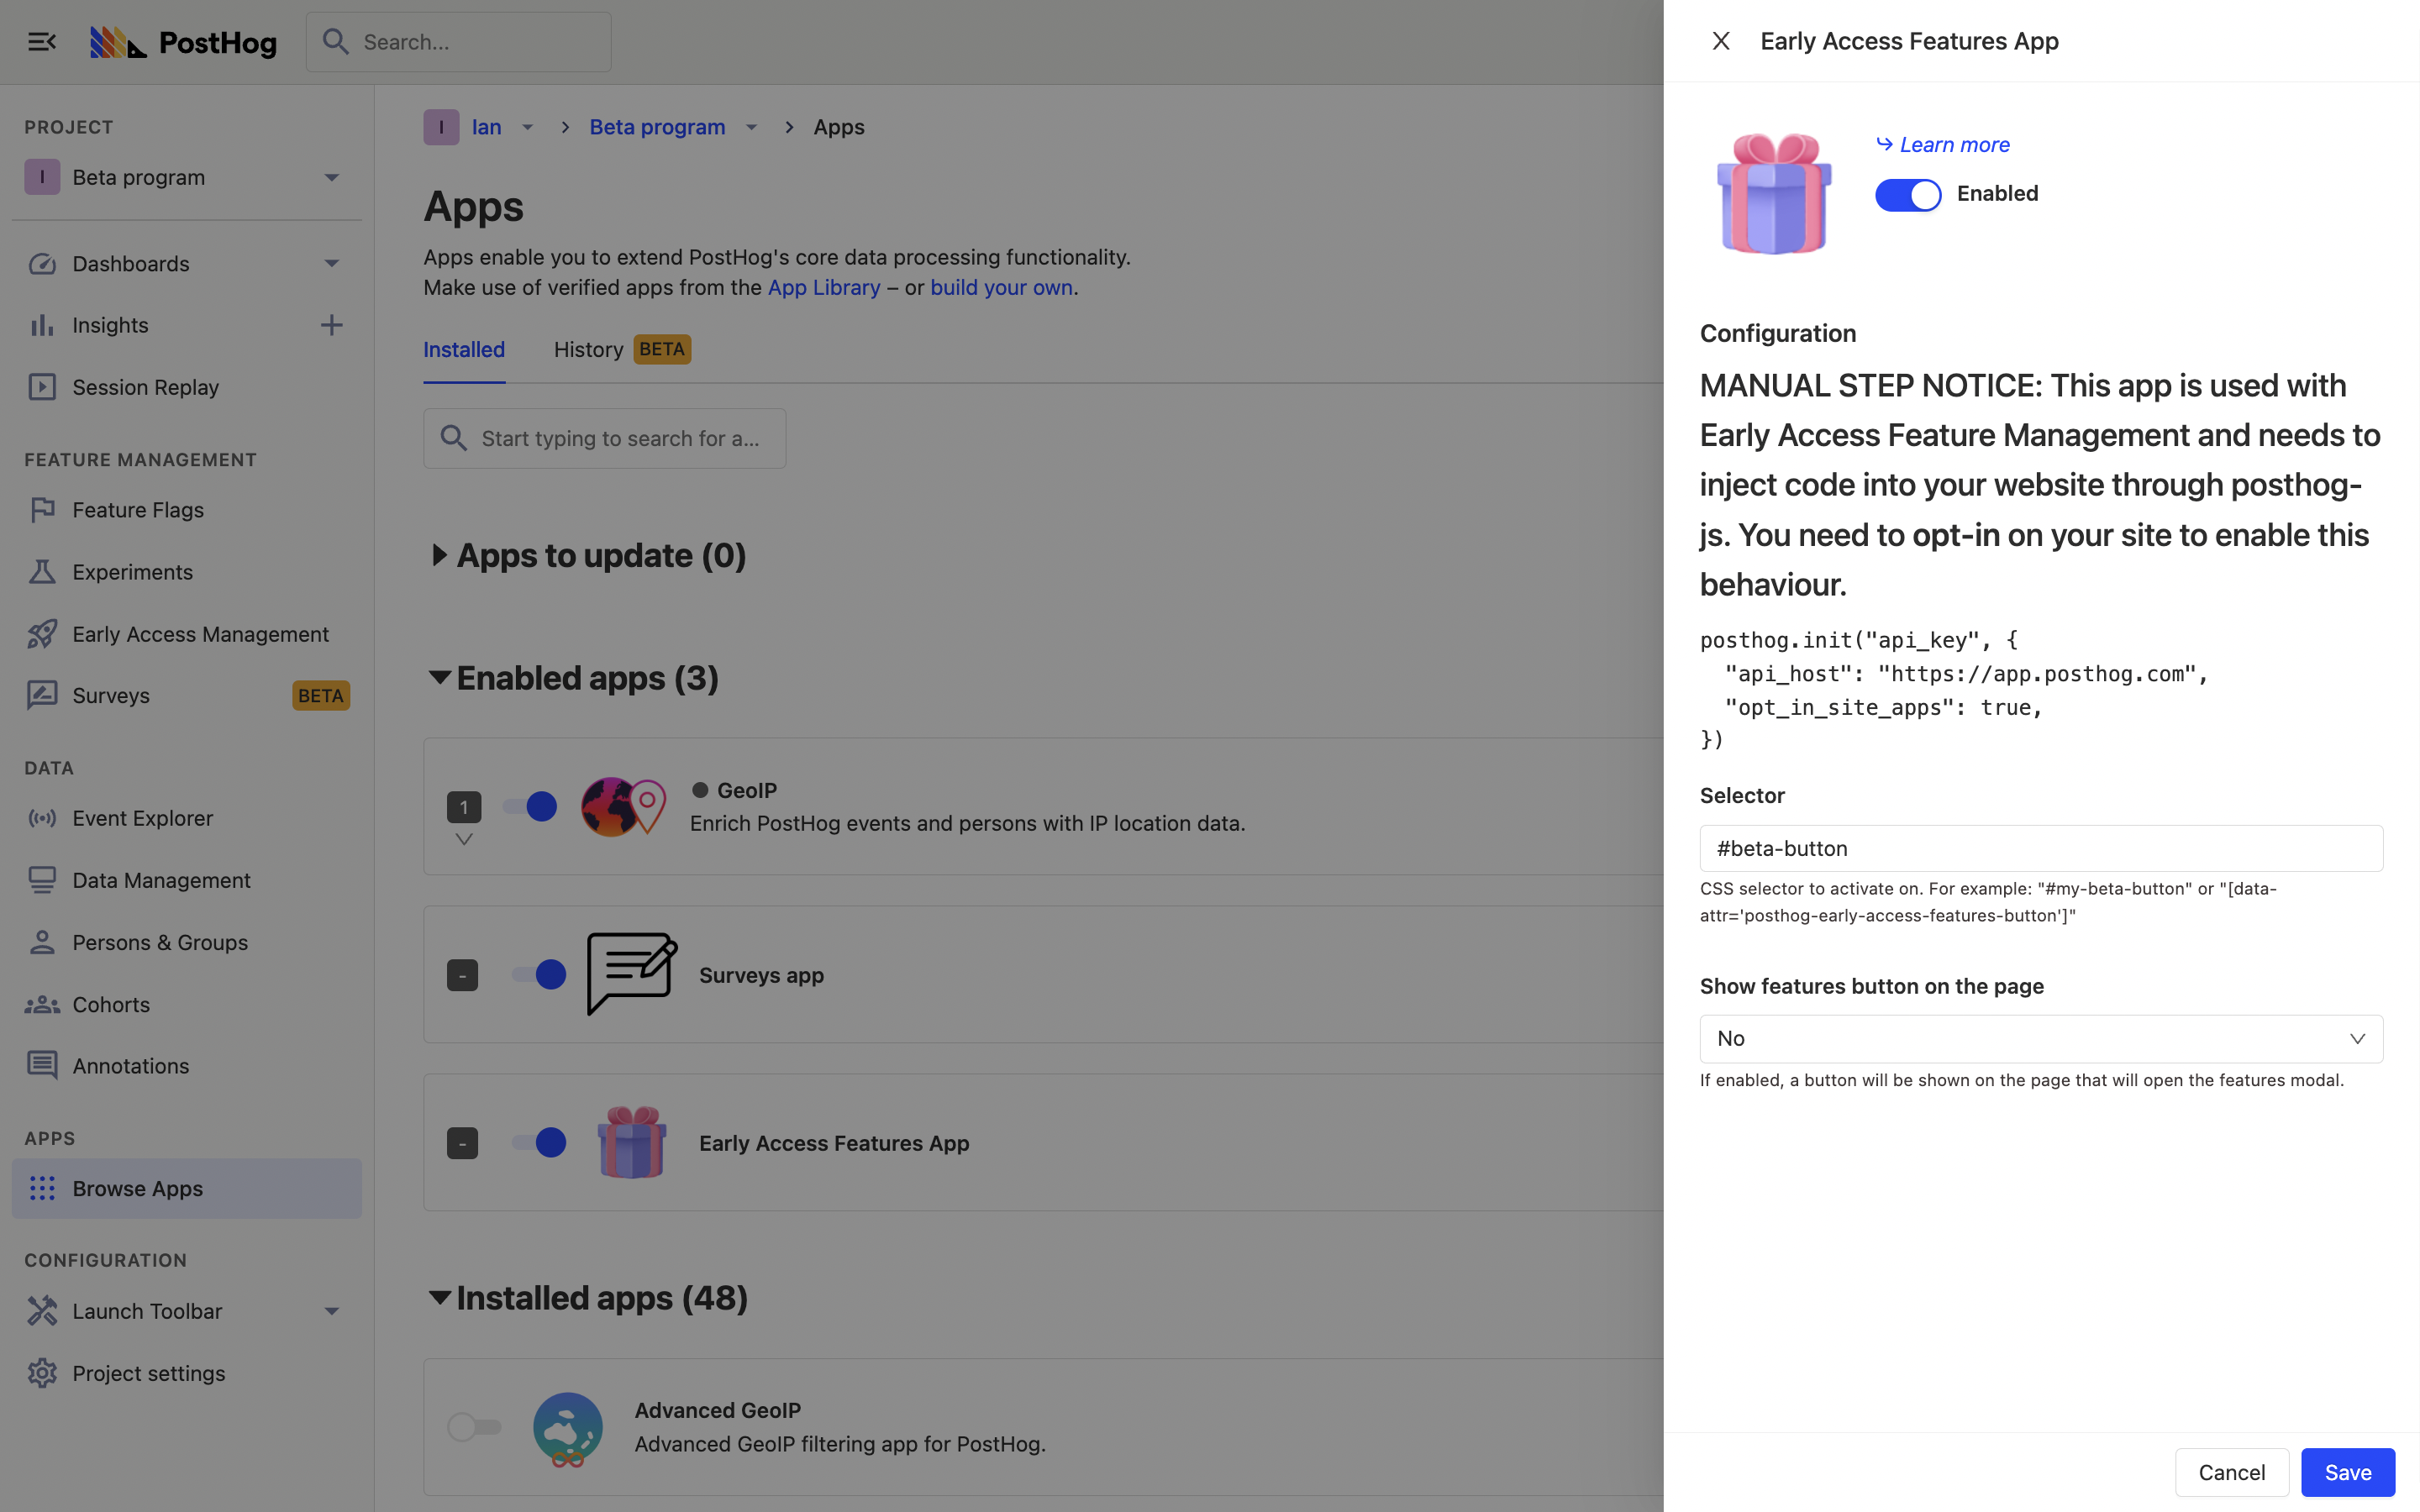 PostHog
Search...
PROJECT
I
Beta program
Dashboards
Insights
Session Replay
FEATURE MANAGEMENT
Feature Flags
Experiments
Early Access Management
Surveys
BETA
DATA
Event Explorer
Data Management
Persons & Groups
Cohorts
Annotations
APPS
Browse Apps
CONFIGURATION
Launch Toolbar
Project settings
I Ian > Beta program > Apps
Apps
Apps enable you to extend PostHog's core data processing functionality.
Make use of verified apps from the App Library – or build your own.
Installed
History BETA
Start typing to search for a...
Apps to update (0)
Enabled apps (3)
1
GeoIP
Enrich PostHog events and persons with IP location data.
-
Surveys app
-
Early Access Features App
Installed apps (48)
Advanced GeoIP
Advanced GeoIP filtering app for PostHog.
Early Access Features App
Learn more
Enabled
Configuration
MANUAL STEP NOTICE: This app is used with
Early Access Feature Management and needs to
inject code into your website through posthog-
js. You need to opt-in on your site to enable this
behaviour.
posthog.init("api_key", {
"api_host": "https://app.posthog.com",
"opt_in_site_apps": true,
})
Selector
#beta-button
CSS selector to activate on. For example: "#my-beta-button" or "[data-
attr='posthog-early-access-features-button']"
Show features button on the page
No
If enabled, a button will be shown on the page that will open the features modal.
Cancel
Save